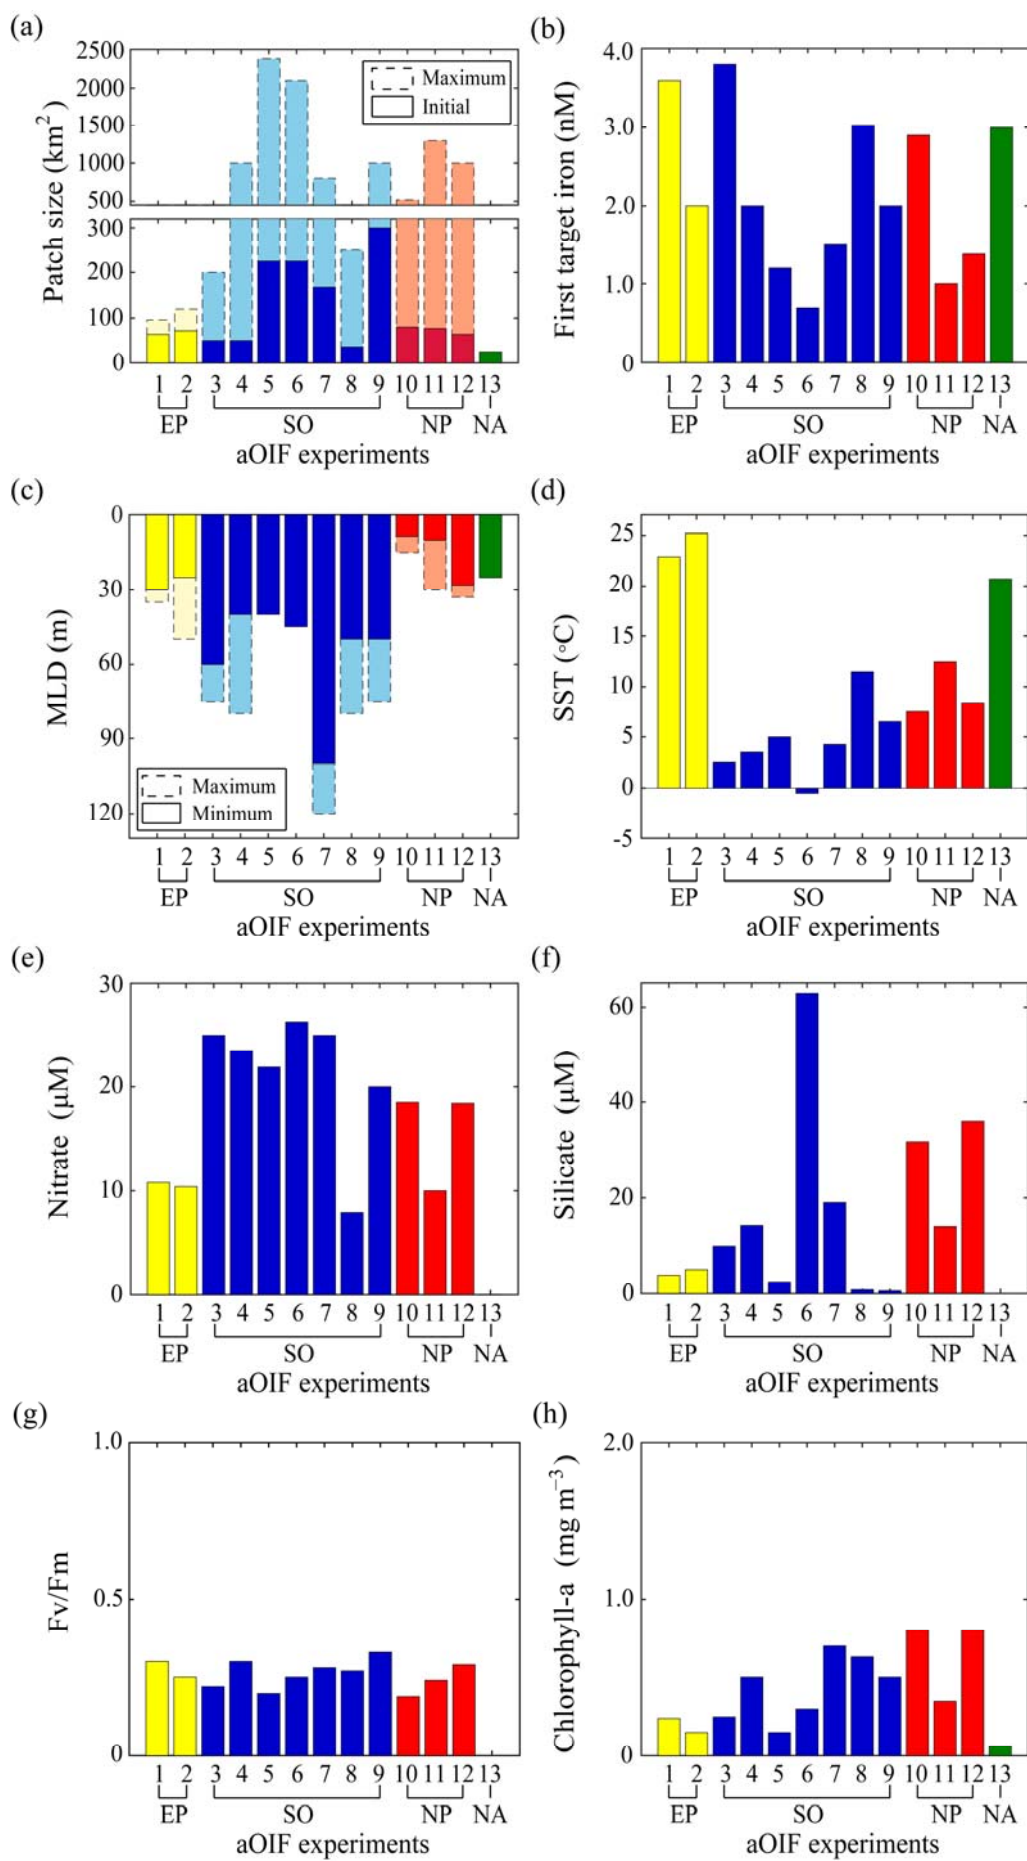 (a)
Patch size (km²)
2500
2000
1500
1000
500
300
200
100
0
Maximum
Initial
1 2 3 4 5 6 7 8 9 10 11 12 13
EP SO NP NA
aOIF experiments
(b)
First target iron (nM)
4.0
3.0
2.0
1.0
0
1 2 3 4 5 6 7 8 9 10 11 12 13
EP SO NP NA
aOIF experiments
(c)
MLD (m)
0
30
60
90
120
Maximum
Minimum
1 2 3 4 5 6 7 8 9 10 11 12 13
EP SO NP NA
aOIF experiments
(d)
SST (°C)
25
20
15
10
5
0
-5
1 2 3 4 5 6 7 8 9 10 11 12 13
EP SO NP NA
aOIF experiments
(e)
Nitrate (μM)
30
20
10
0
1 2 3 4 5 6 7 8 9 10 11 12 13
EP SO NP NA
aOIF experiments
(f)
Silicate (μM)
60
40
20
0
1 2 3 4 5 6 7 8 9 10 11 12 13
EP SO NP NA
aOIF experiments
(g)
Fv/Fm
1.0
0.5
0
1 2 3 4 5 6 7 8 9 10 11 12 13
EP SO NP NA
aOIF experiments
(h)
Chlorophyll-a (mg m⁻³)
2.0
1.0
0
1 2 3 4 5 6 7 8 9 10 11 12 13
EP SO NP NA
aOIF experiments